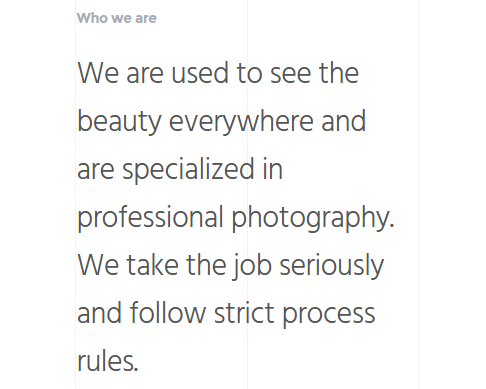 Who we are
We are used to see the
beauty everywhere and
are specialized in
professional photography.
We take the job seriously
and follow strict process
rules.